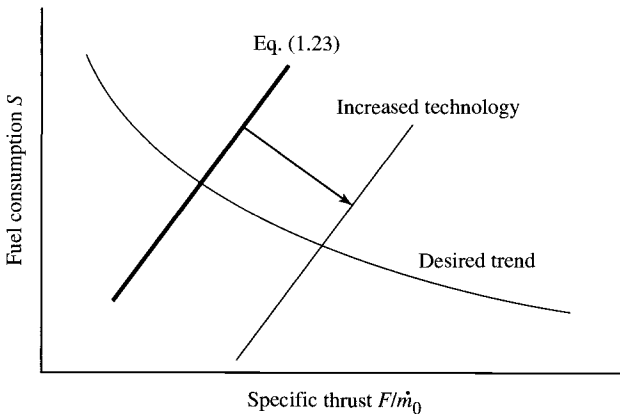 Eq. (1.23)
Increased technology
Fuel consumption S
Desired trend
Specific thrust F/ṁ₀